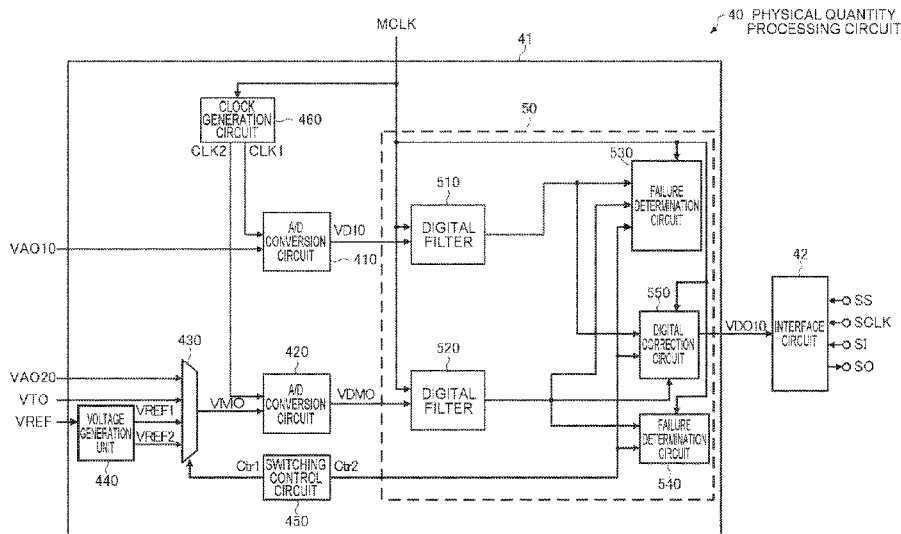 MCLK
40 PHYSICAL QUANTITY
PROCESSING CIRCUIT
41
CLOCK
GENERATION
CIRCUIT
460
CLK2
CLK1
50
530
FAILURE
DETERMINATION
CIRCUIT
510
DIGITAL
FILTER
A/D
CONVERSION
CIRCUIT
VD10
410
VAO10
42
INTERFACE
CIRCUIT
SS
SCLK
SI
SO
550
DIGITAL
CORRECTION
CIRCUIT
VDO10
430
420
A/D
CONVERSION
CIRCUIT
VDMO
520
DIGITAL
FILTER
VAO20
VTO
VREF
VREF1
VREF2
VMO
VOLTAGE
GENERATION
UNIT
440
FAILURE
DETERMINATION
CIRCUIT
540
Ctr1
SWITCHING
CONTROL
CIRCUIT
Ctr2
450